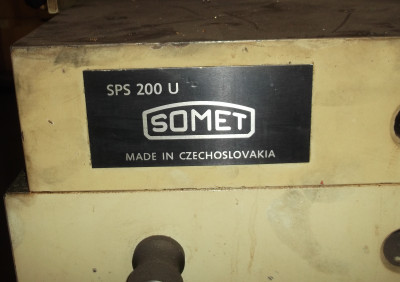 SPS 200 U
SOMET
MADE IN CZECHOSLOVAKIA